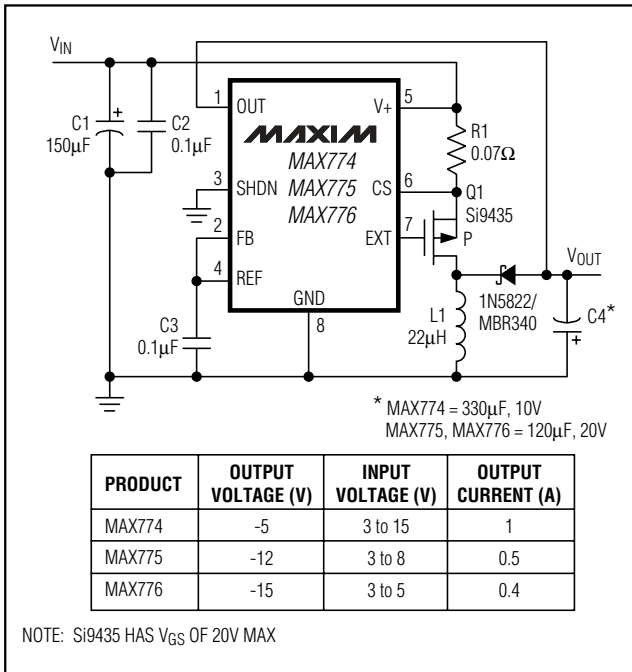 VIN
1
OUT
V+
5
C1
150µF
C2
0.1µF
MAXIM
MAX774
MAX775
MAX776
R1
0.07Ω
3
SHDN
CS
6
Q1
Si9435
2
FB
EXT
7
P
VOUT
4
REF
GND
8
1N5822/
MBR340
C4*
+
+
L1
22µH
C3
0.1µF
* MAX774 = 330µF, 10V
MAX775, MAX776 = 120µF, 20V
PRODUCT OUTPUT VOLTAGE (V) INPUT VOLTAGE (V) OUTPUT CURRENT (A)
MAX774 -5 3 to 15 1
MAX775 -12 3 to 8 0.5
MAX776 -15 3 to 5 0.4
NOTE: Si9435 HAS VGS OF 20V MAX